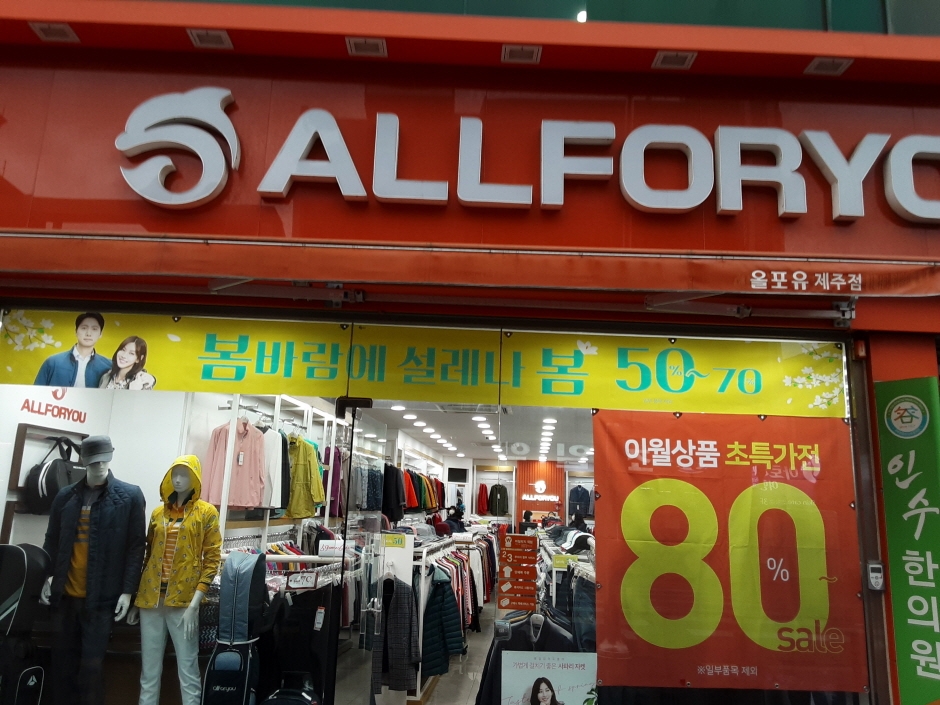 ALLFORYO
올포유 제주점
봄바람에 설레나 봄 50%~70
ALLFORYOU
ALLFORYOU
이월상품 초특가전
80%~
sale
※일부품목 제외
인수한의원
allforyou